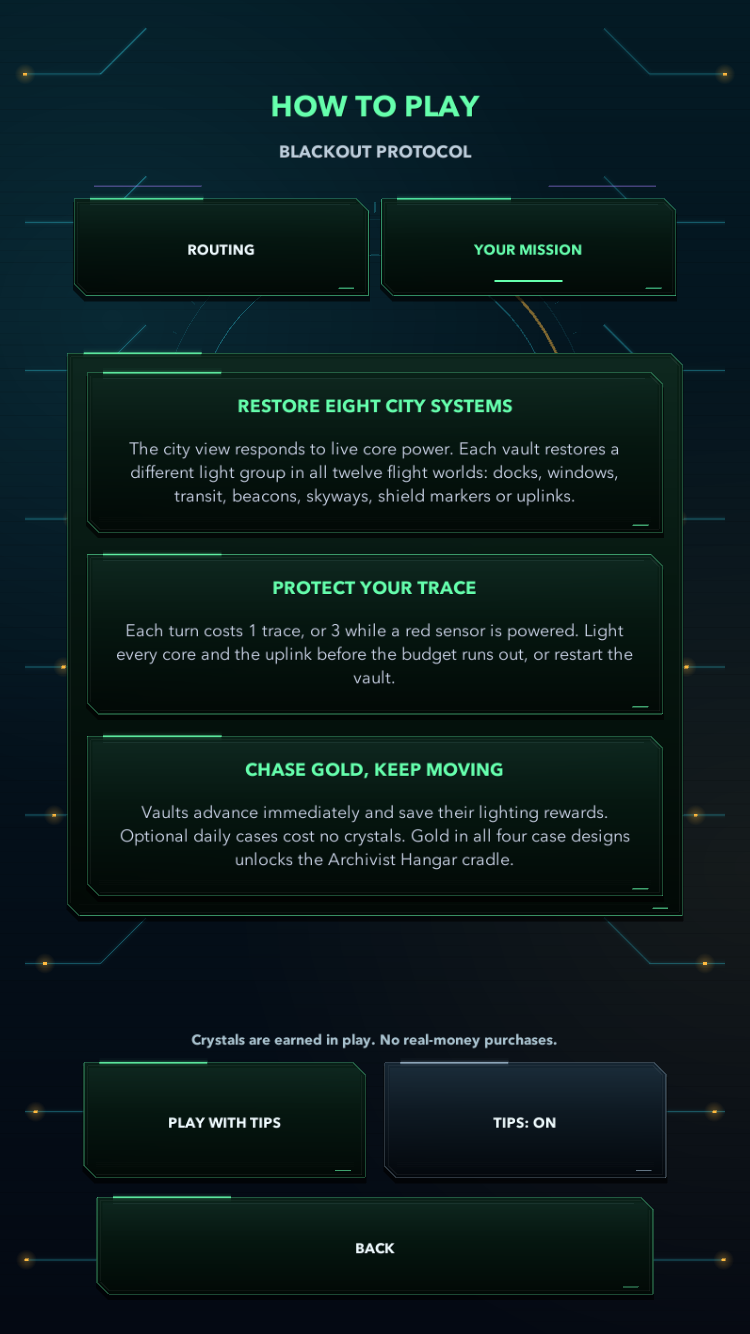 HOW TO PLAY
BLACKOUT PROTOCOL
ROUTING
YOUR MISSION
RESTORE EIGHT CITY SYSTEMS
The city view responds to live core power. Each vault restores a
different light group in all twelve flight worlds: docks, windows,
transit, beacons, skyways, shield markers or uplinks.
PROTECT YOUR TRACE
Each turn costs 1 trace, or 3 while a red sensor is powered. Light
every core and the uplink before the budget runs out, or restart the
vault.
CHASE GOLD, KEEP MOVING
Vaults advance immediately and save their lighting rewards.
Optional daily cases cost no crystals. Gold in all four case designs
unlocks the Archivist Hangar cradle.
Crystals are earned in play. No real-money purchases.
PLAY WITH TIPS
TIPS: ON
BACK